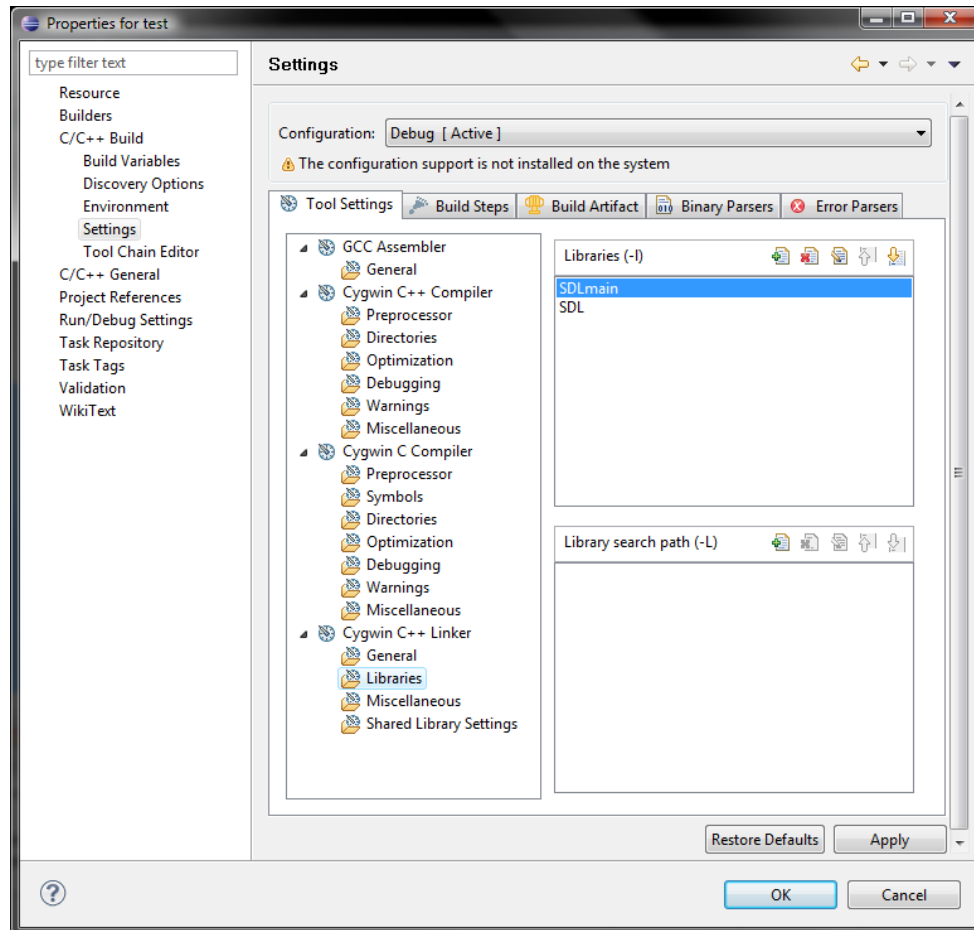 Properties for test
type filter text
Resource
Builders
C/C++ Build
Build Variables
Discovery Options
Environment
Settings
Tool Chain Editor
C/C++ General
Project References
Run/Debug Settings
Task Repository
Task Tags
Validation
WikiText
Settings
Configuration: Debug [ Active ]
The configuration support is not installed on the system
Tool Settings Build Steps Build Artifact Binary Parsers Error Parsers
GCC Assembler
General
Cygwin C++ Compiler
Preprocessor
Directories
Optimization
Debugging
Warnings
Miscellaneous
Cygwin C Compiler
Preprocessor
Symbols
Directories
Optimization
Debugging
Warnings
Miscellaneous
Cygwin C++ Linker
General
Libraries
Miscellaneous
Shared Library Settings
Libraries (-l)
SDLmain
SDL
Library search path (-L)
Restore Defaults Apply
OK Cancel